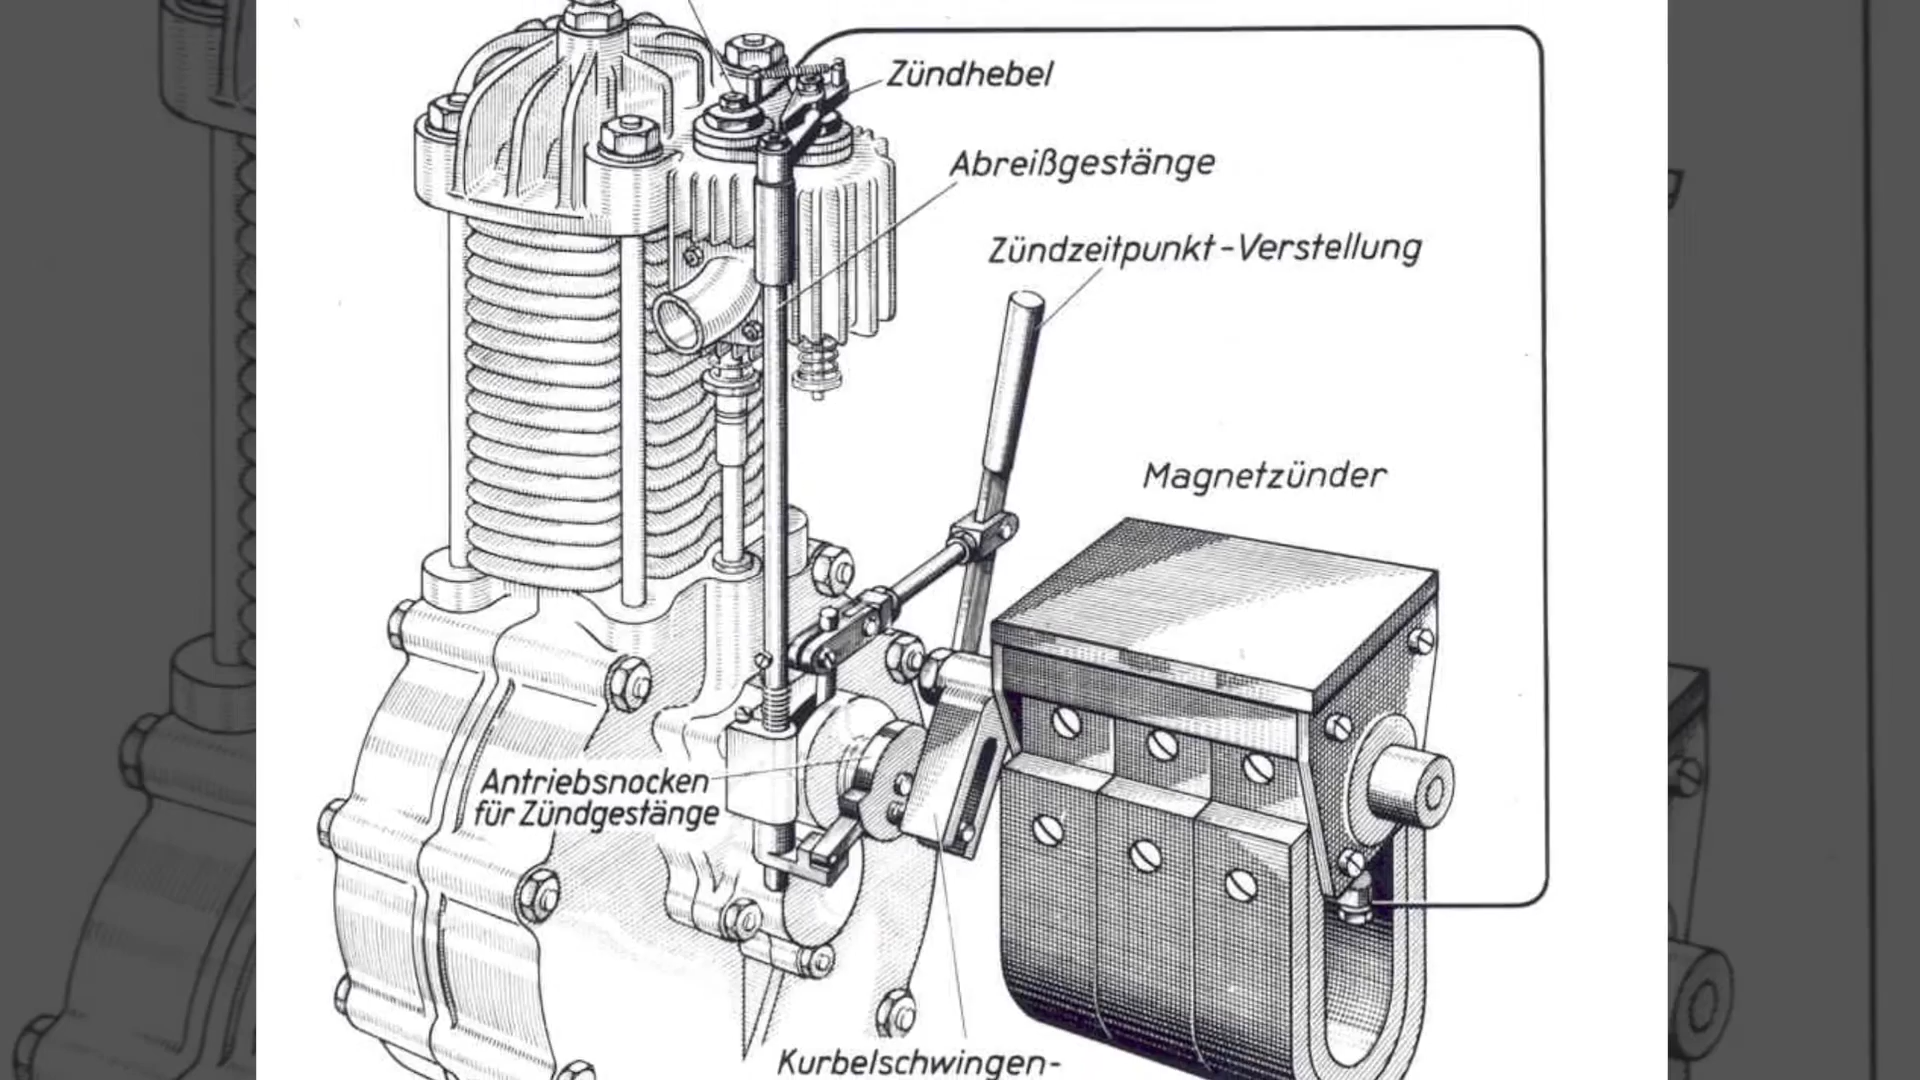 Zündhebel
Abreißgestänge
Zündzeitpunkt-Verstellung
Magnetzünder
Antriebsnocken
für Zündgestänge
Kurbelschwingen-